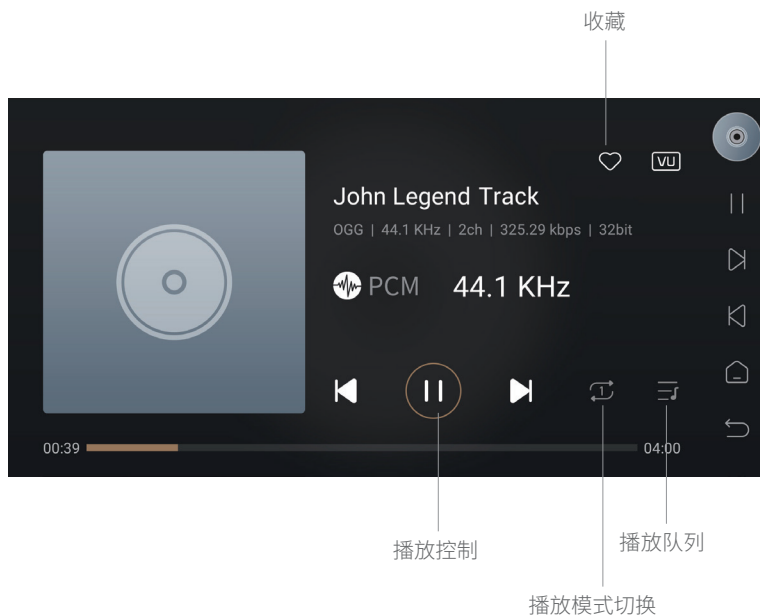 收藏
VU
John Legend Track
OGG | 44.1 KHz | 2ch | 325.29 kbps | 32bit
PCM 44.1 KHz
1
00:39 04:00
播放控制
播放队列
播放模式切换